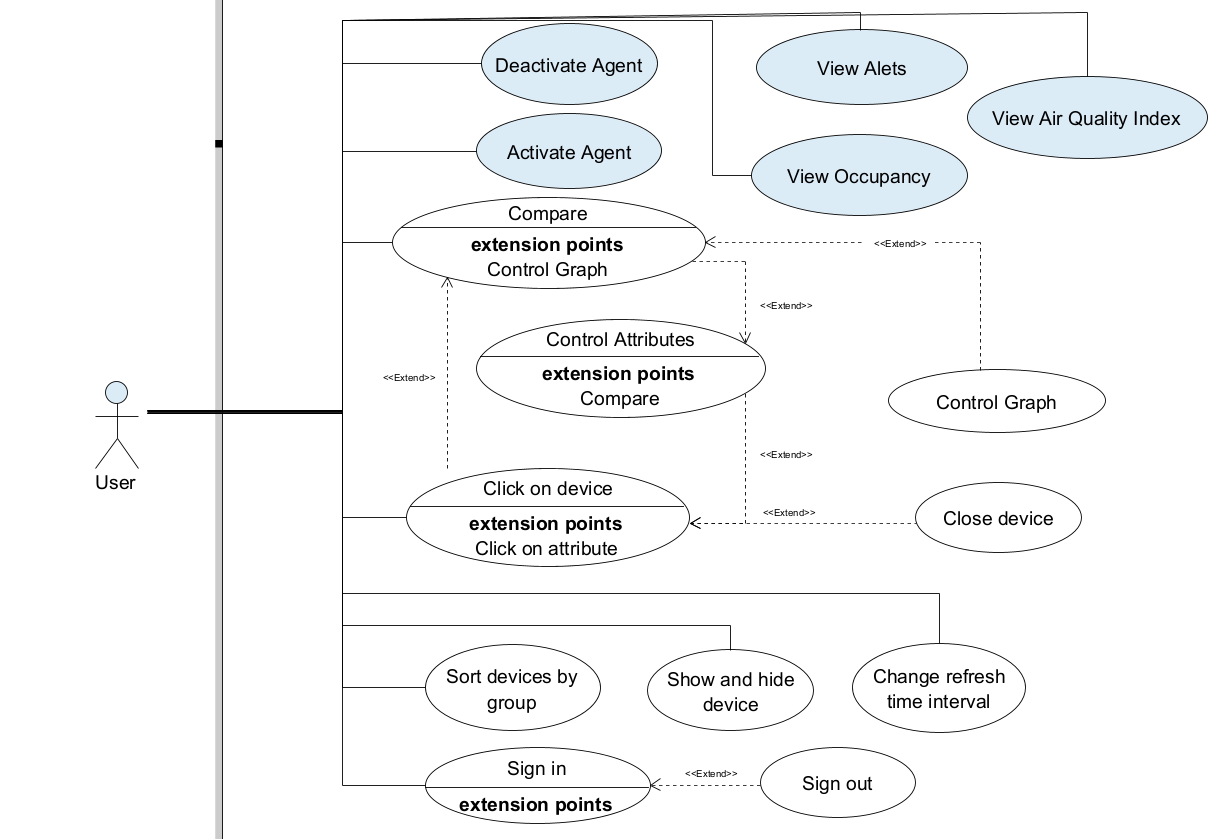 Deactivate Agent
View Alets
View Air Quality Index
Activate Agent
View Occupancy
Compare
extension points
Control Graph
<<Extend>>
<<Extend>>
Control Attributes
extension points
Compare
<<Extend>>
Control Graph
User
<<Extend>>
Click on device
extension points
Click on attribute
<<Extend>>
Close device
Sort devices by
group
Show and hide
device
Change refresh
time interval
Sign in
extension points
<<Extend>>
Sign out